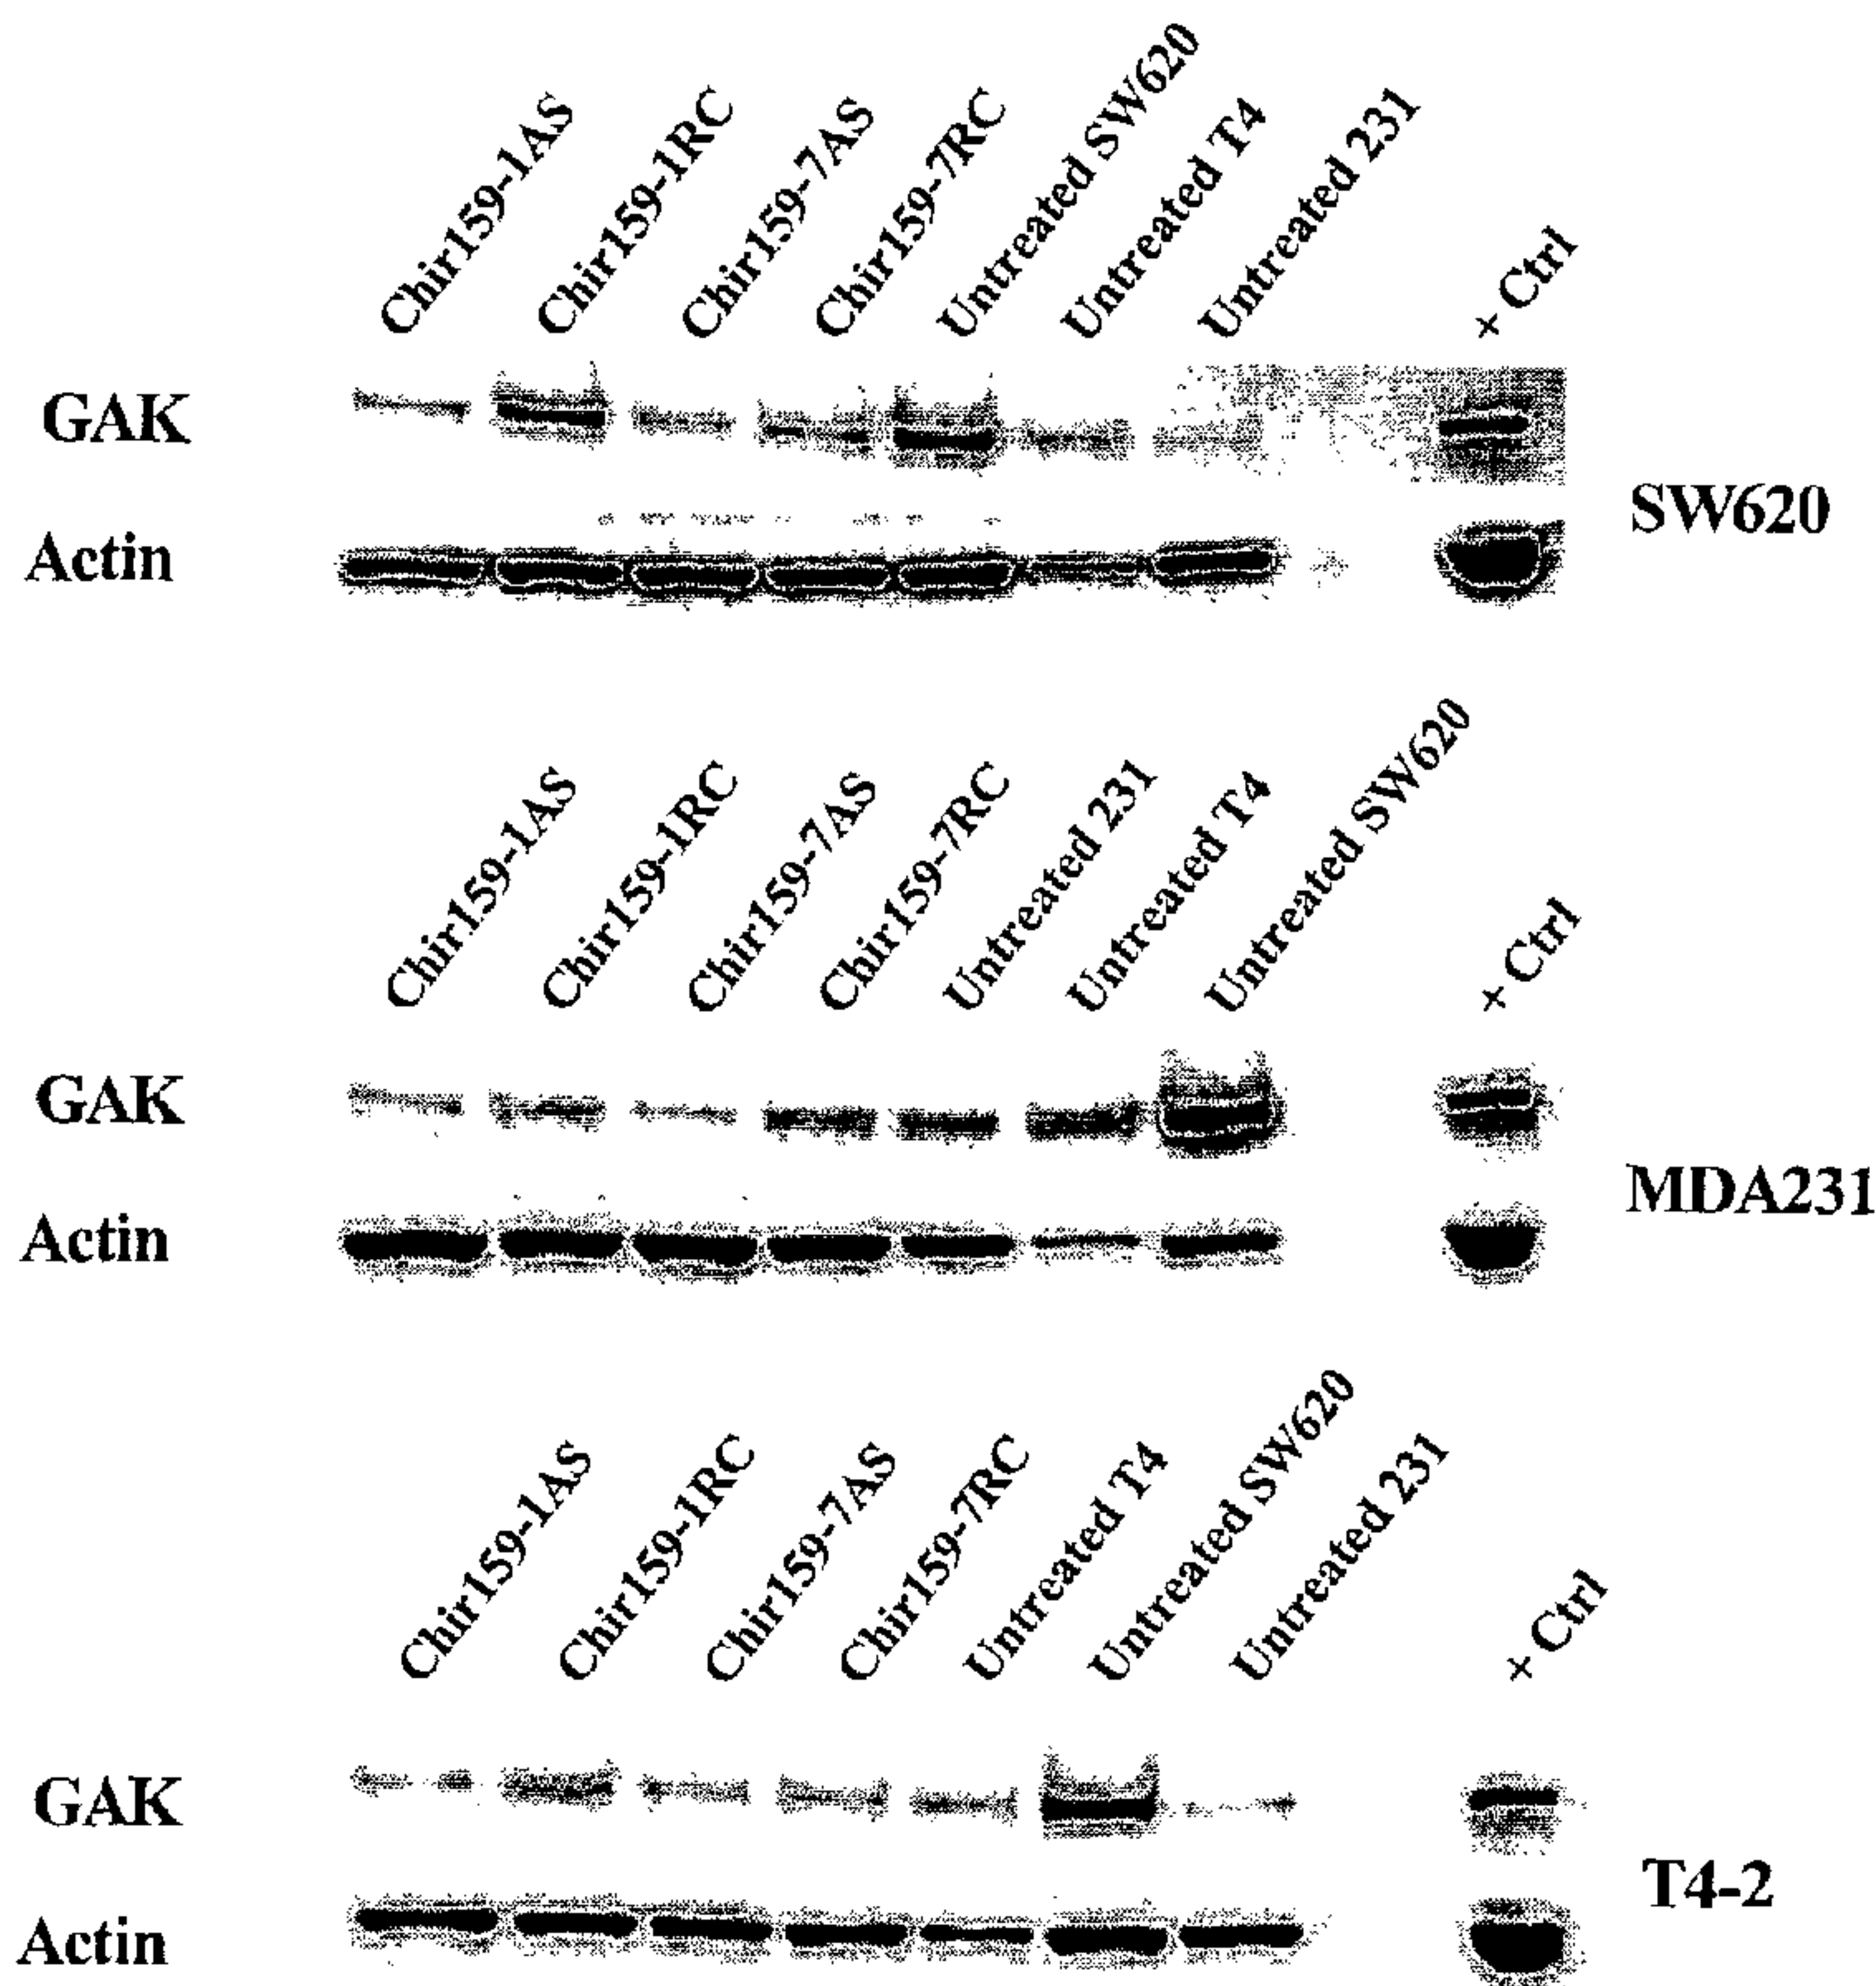 Chir159-1AS
Chir159-1RC
Chir159-7AS
Chir159-7RC
Untreated SW620
Untreated T4
Untreated 231
+ Ctrl
GAK
Actin
SW620
Chir159-1AS
Chir159-1RC
Chir159-7AS
Chir159-7RC
Untreated 231
Untreated T4
Untreated SW620
+ Ctrl
GAK
Actin
MDA231
Chir159-1AS
Chir159-1RC
Chir159-7AS
Chir159-7RC
Untreated T4
Untreated SW620
Untreated 231
+ Ctrl
GAK
Actin
T4-2